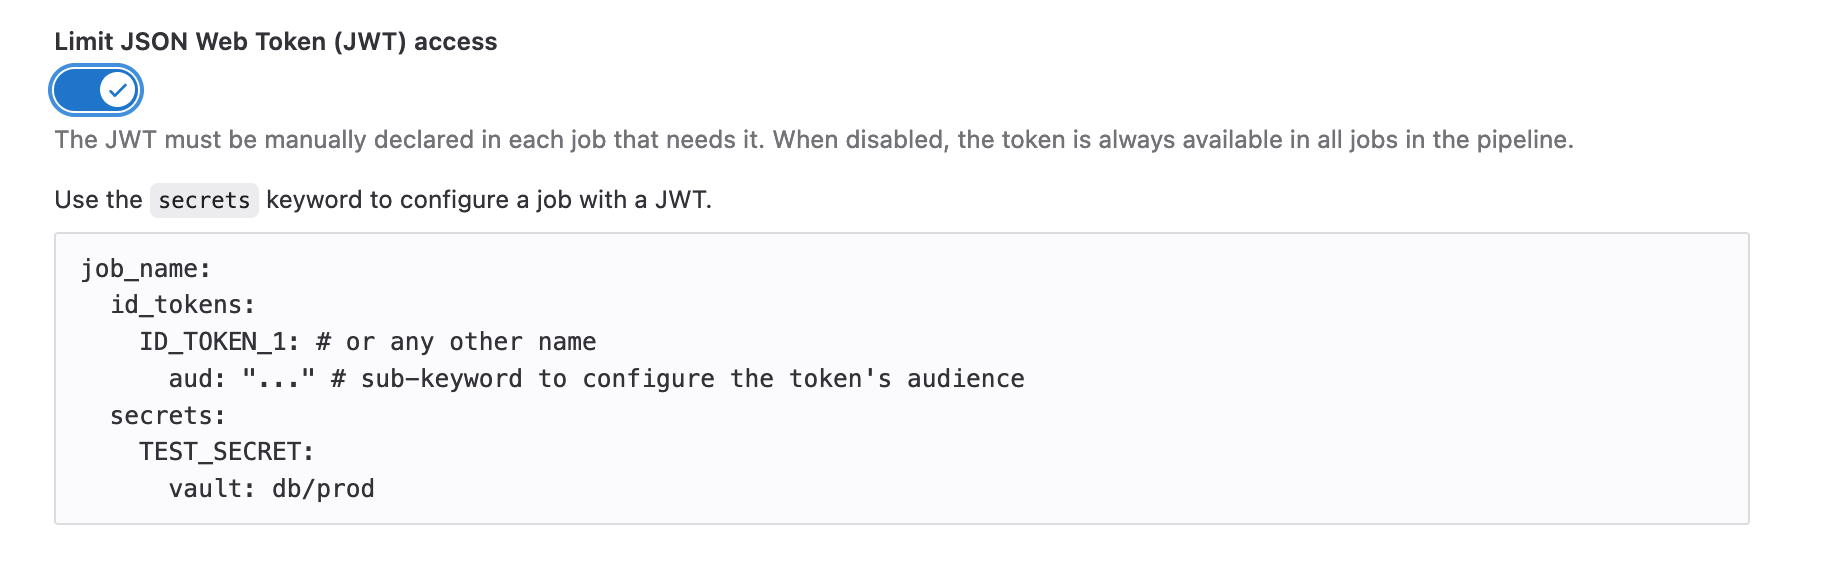 Limit JSON Web Token (JWT) access
The JWT must be manually declared in each job that needs it. When disabled, the token is always available in all jobs in the pipeline.
Use the secrets keyword to configure a job with a JWT.
job_name:
  id_tokens:
    ID_TOKEN_1: # or any other name
      aud: "..." # sub-keyword to configure the token's audience
  secrets:
    TEST_SECRET:
      vault: db/prod